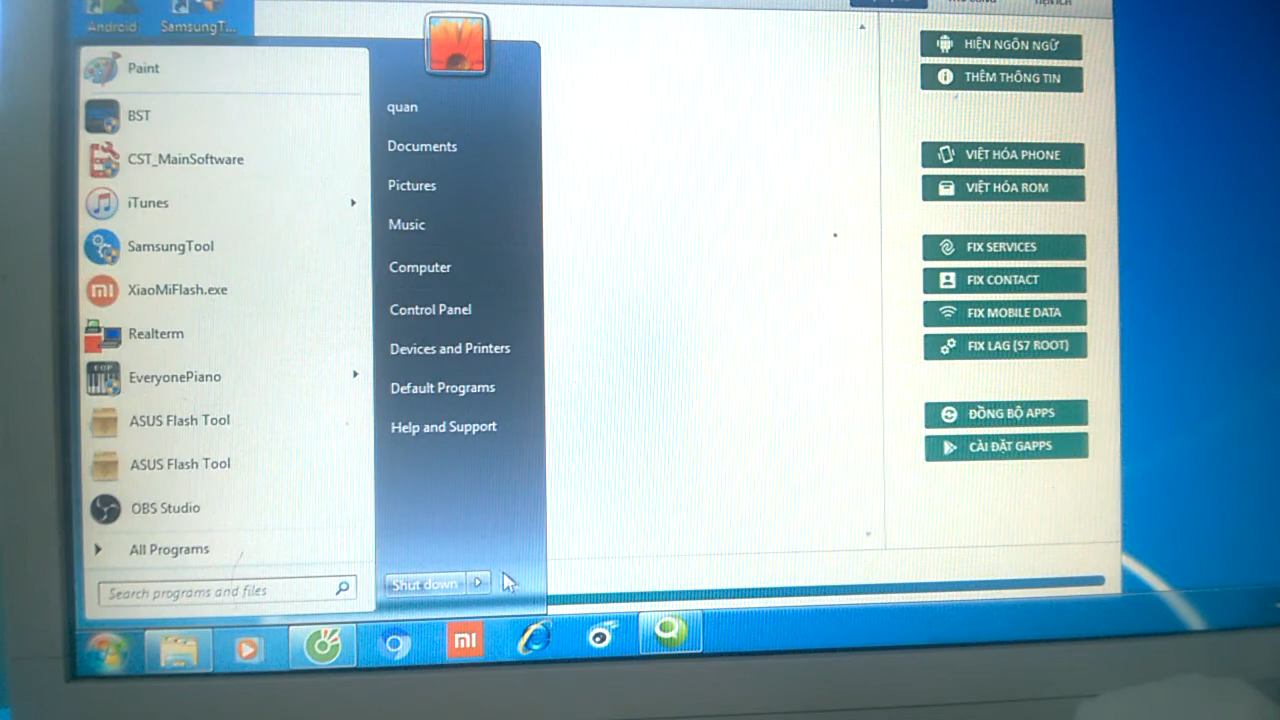 Android
SamsungT...
Paint
BST
CST_MainSoftware
iTunes
SamsungTool
XiaoMiFlash.exe
Realterm
EveryonePiano
ASUS Flash Tool
ASUS Flash Tool
OBS Studio
All Programs
Search programs and files
quan
Documents
Pictures
Music
Computer
Control Panel
Devices and Printers
Default Programs
Help and Support
Shut down
HIỆN NGÔN NGỮ
THÊM THÔNG TIN
VIỆT HÓA PHONE
VIỆT HÓA ROM
FIX SERVICES
FIX CONTACT
FIX MOBILE DATA
FIX LAG (S7 ROOT)
ĐỒNG BỘ APPS
CÀI ĐẶT GAPPS